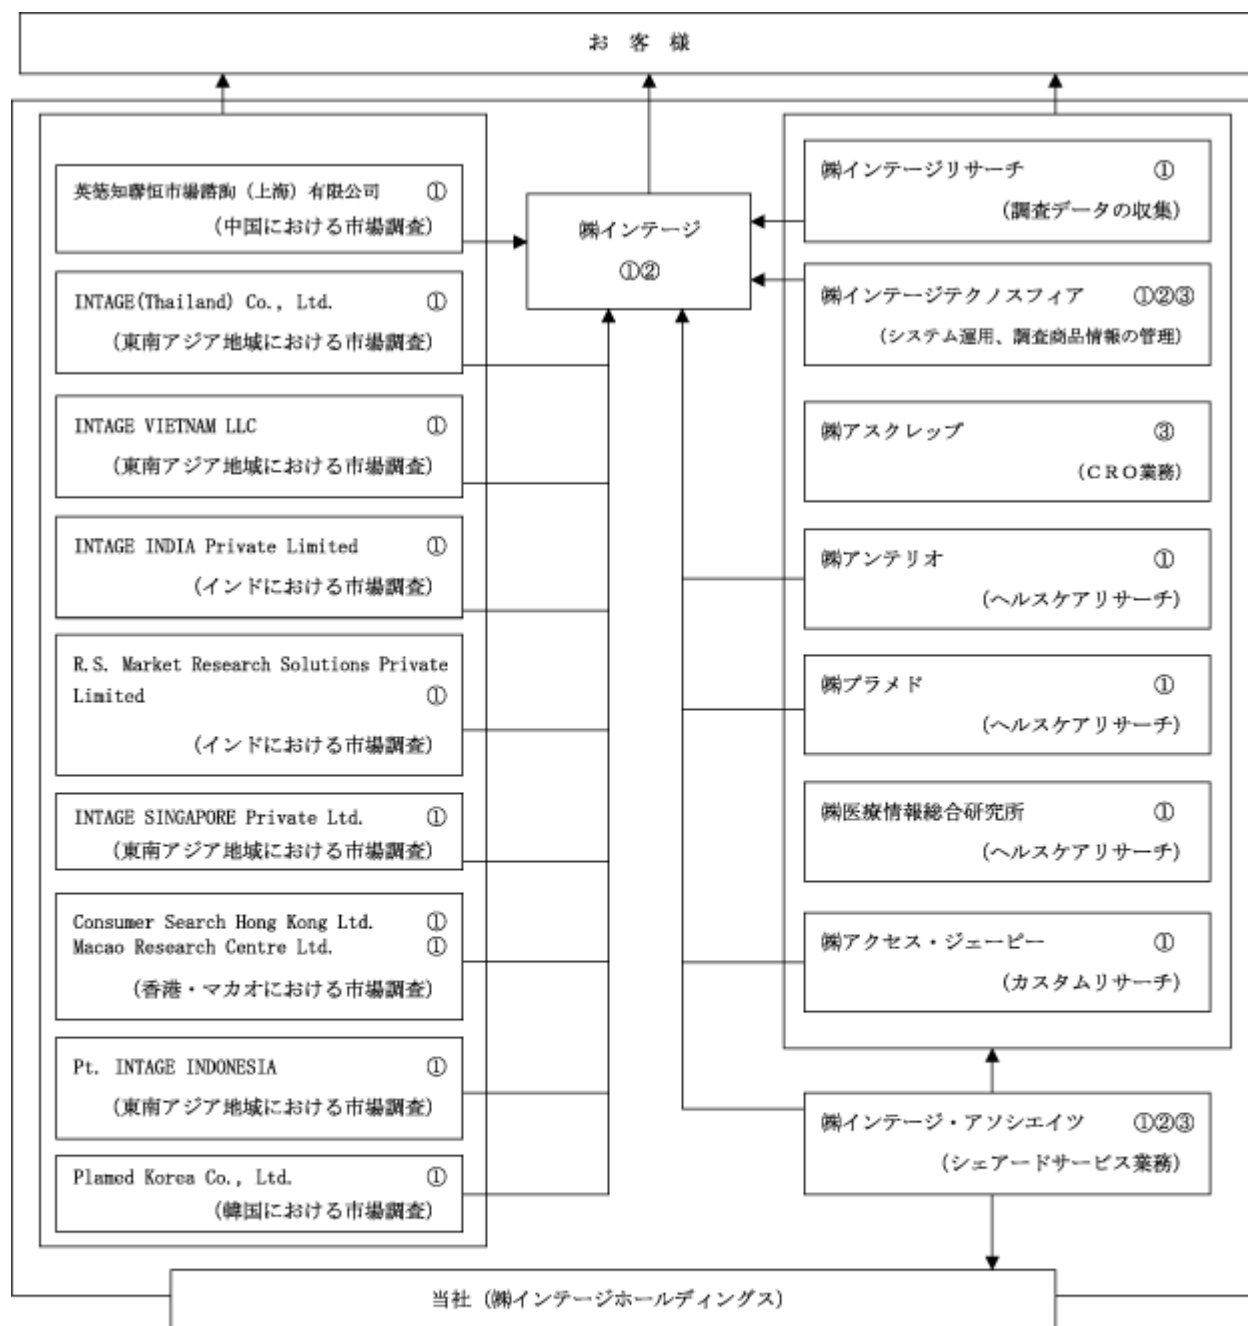 お 客 様
英徳知聯恒市場諮詢（上海）有限公司 ①
（中国における市場調査）
INTAGE(Thailand) Co., Ltd. ①
（東南アジア地域における市場調査）
INTAGE VIETNAM LLC ①
（東南アジア地域における市場調査）
INTAGE INDIA Private Limited ①
（インドにおける市場調査）
R.S. Market Research Solutions Private
Limited ①
（インドにおける市場調査）
INTAGE SINGAPORE Private Ltd. ①
（東南アジア地域における市場調査）
Consumer Search Hong Kong Ltd. ①
Macao Research Centre Ltd. ①
（香港・マカオにおける市場調査）
Pt. INTAGE INDONESIA ①
（東南アジア地域における市場調査）
Plamed Korea Co., Ltd. ①
（韓国における市場調査）
㈱インテージ
①②
㈱インテージリサーチ ①
（調査データの収集）
㈱インテージテクノスフィア ①②③
（システム運用、調査商品情報の管理）
㈱アスクレップ ③
（ＣＲＯ業務）
㈱アンテリオ ①
（ヘルスケアリサーチ）
㈱プラメド ①
（ヘルスケアリサーチ）
㈱医療情報総合研究所 ①
（ヘルスケアリサーチ）
㈱アクセス・ジェーピー ①
（カスタムリサーチ）
㈱インテージ・アソシエイツ ①②③
（シェアードサービス業務）
当社（㈱インテージホールディングス）